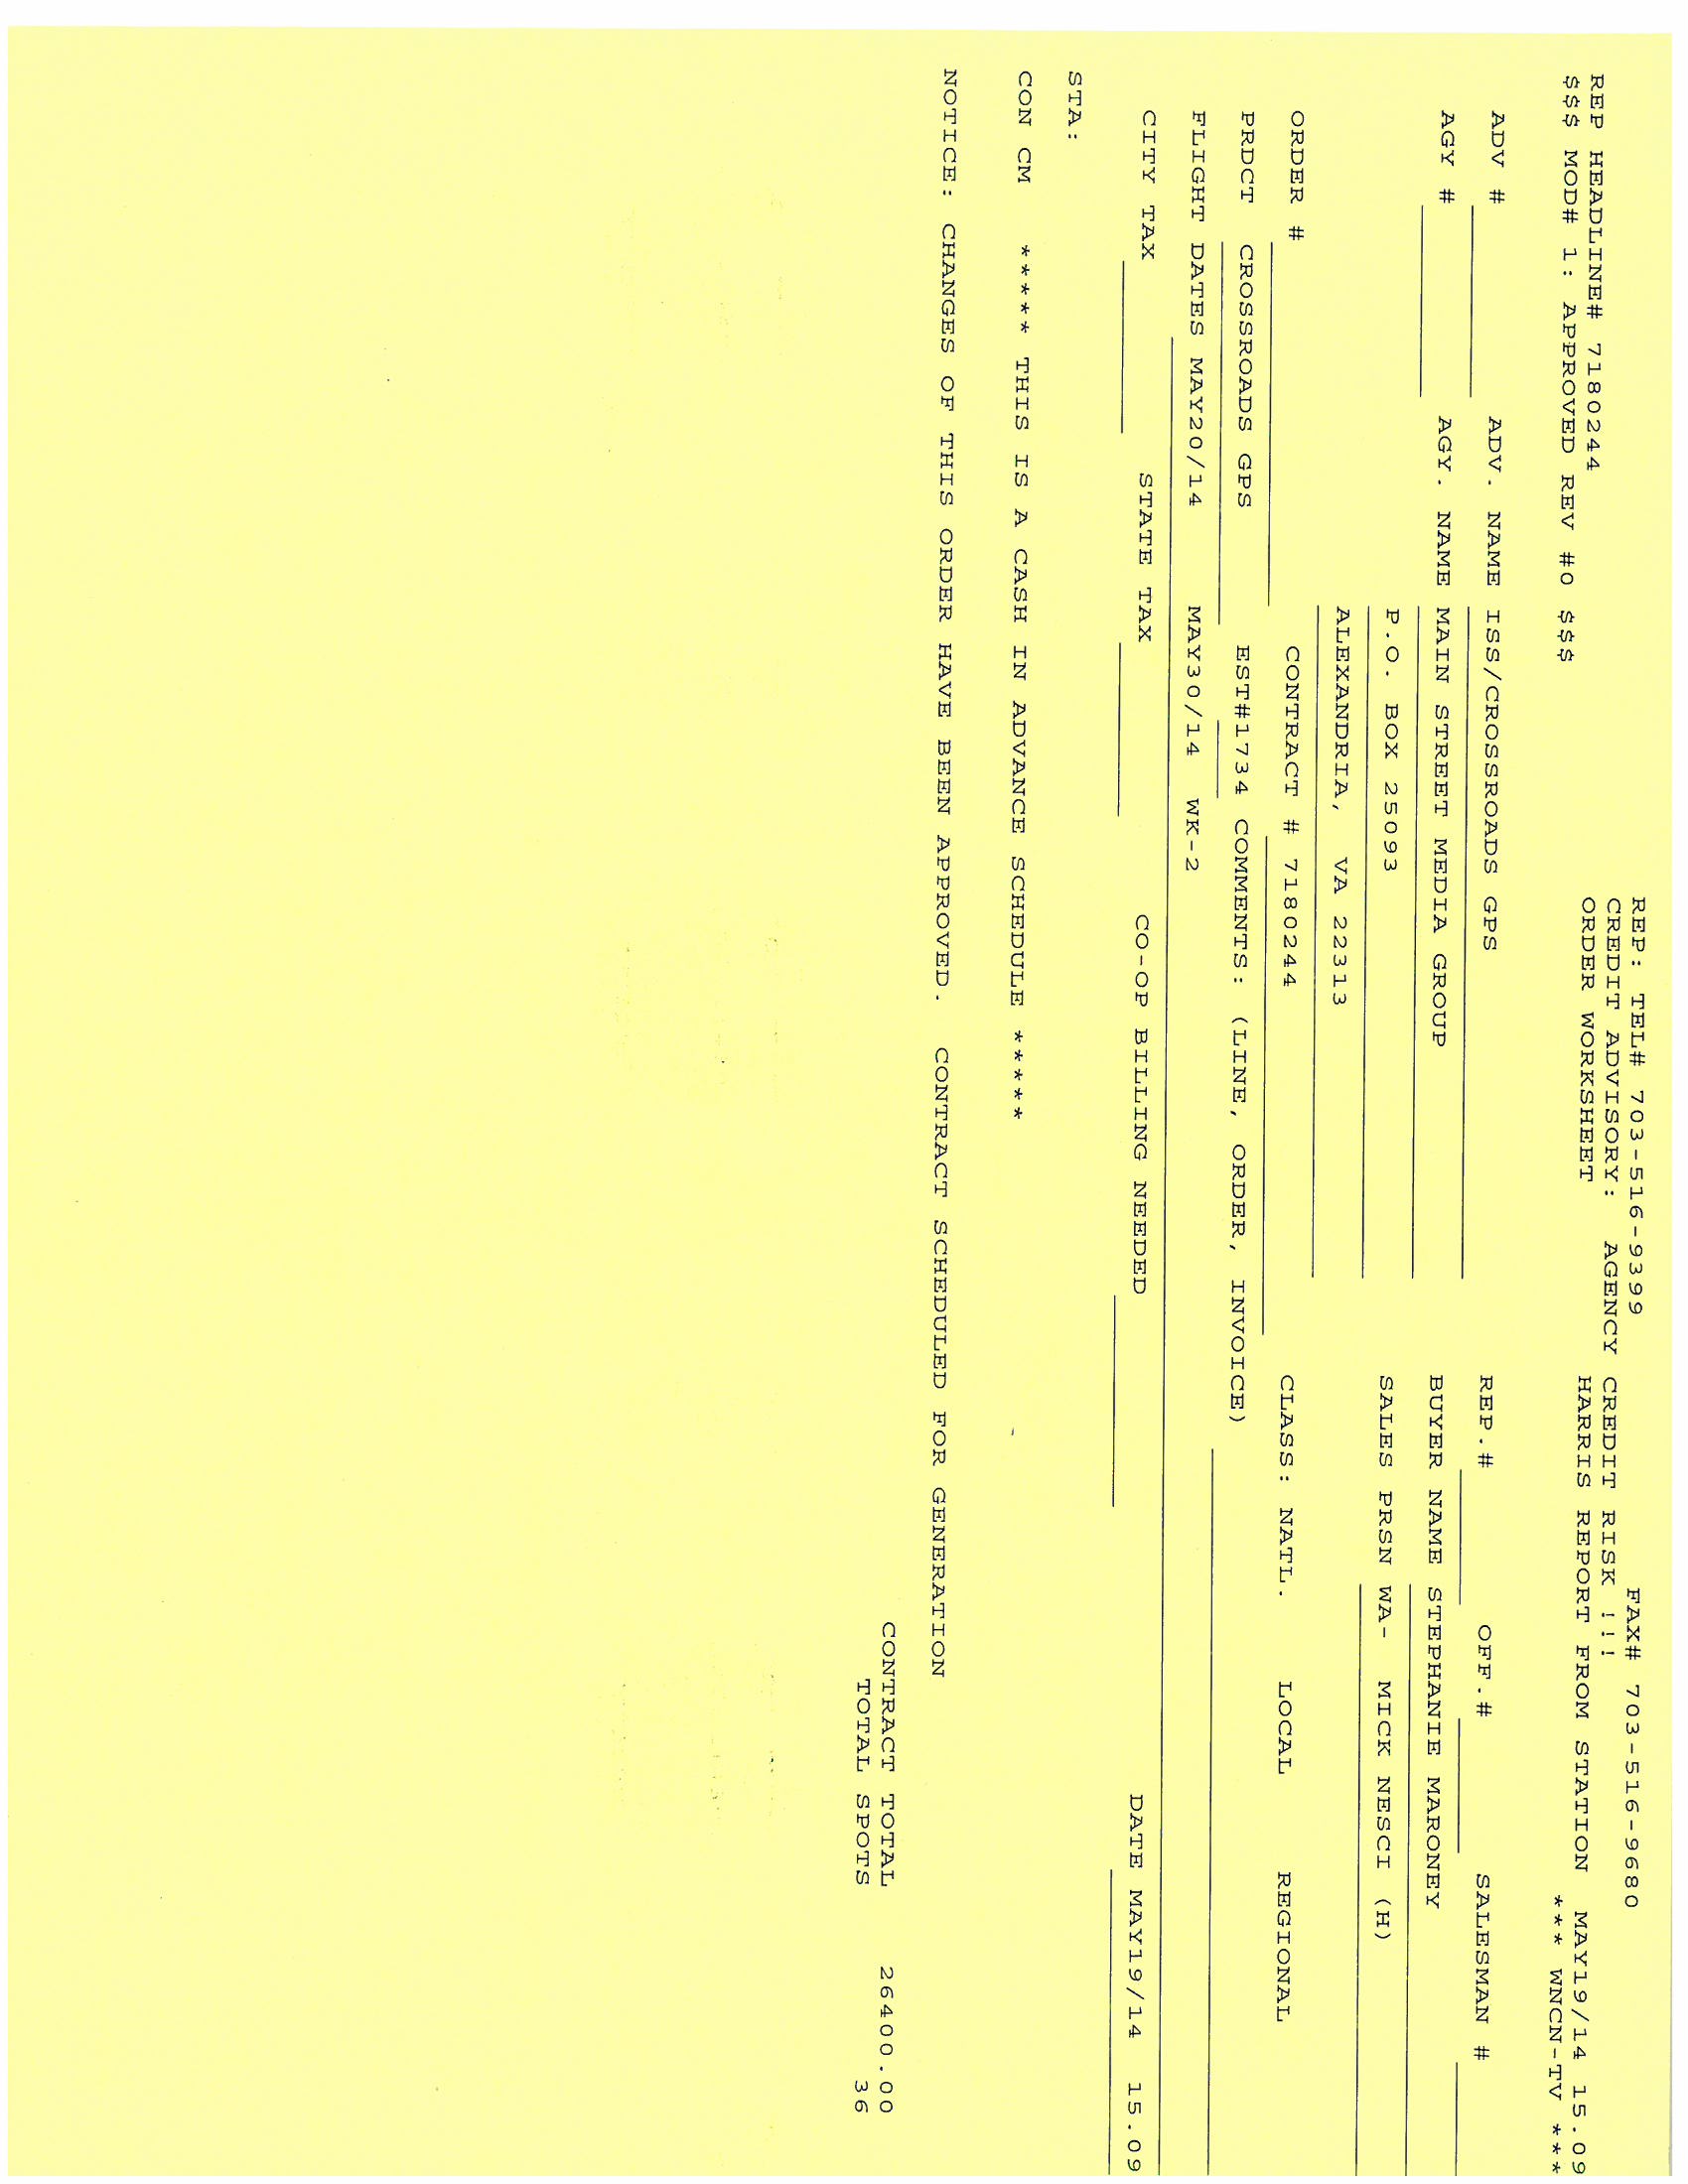 REP: TEL# 703-516-9399 FAX# 703-516-9680
CREDIT ADVISORY: AGENCY CREDIT RISK !!!
REP HEADLINE# 7180244 ORDER WORKSHEET HARRIS REPORT FROM STATION MAY19/14 15.09
$$$ MOD# 1: APPROVED REV #0 $$$ *** WNCN-TV ***
ADV # ADV. NAME ISS/CROSSROADS GPS REP.# OFF.# SALESMAN #
AGY # AGY. NAME MAIN STREET MEDIA GROUP BUYER NAME STEPHANIE MARONEY
P.O. BOX 25093 SALES PRSN WA- MICK NESCI (H)
ALEXANDRIA, VA 22313
ORDER # CONTRACT # 7180244 CLASS: NATL. LOCAL REGIONAL
PRDCT CROSSROADS GPS EST#1734 COMMENTS: (LINE, ORDER, INVOICE)
FLIGHT DATES MAY20/14 MAY30/14 WK-2
CITY TAX STATE TAX CO-OP BILLING NEEDED DATE MAY19/14 15.09
STA:
CON CM ***** THIS IS A CASH IN ADVANCE SCHEDULE *****
NOTICE: CHANGES OF THIS ORDER HAVE BEEN APPROVED. CONTRACT SCHEDULED FOR GENERATION
CONTRACT TOTAL 26400.00
TOTAL SPOTS 36